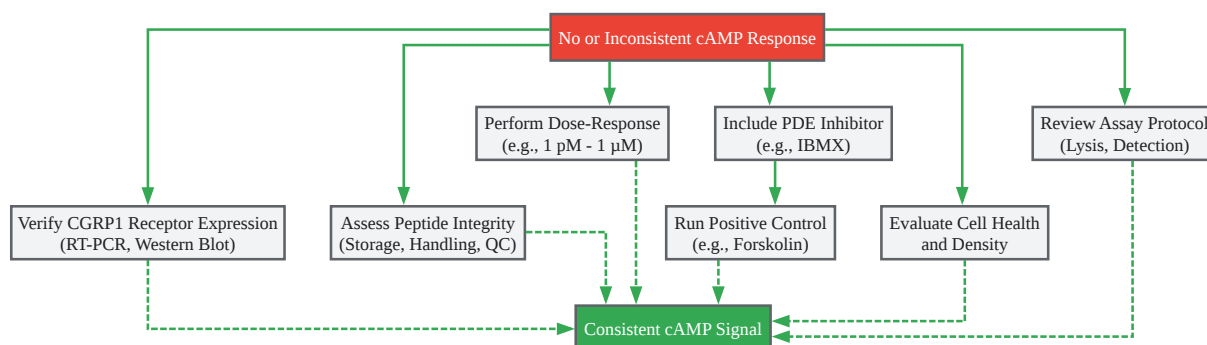 No or Inconsistent cAMP Response
Perform Dose-Response
(e.g., 1 pM - 1 µM)
Include PDE Inhibitor
(e.g., IBMX)
Review Assay Protocol
(Lysis, Detection)
Verify CGRP1 Receptor Expression
(RT-PCR, Western Blot)
Assess Peptide Integrity
(Storage, Handling, QC)
Run Positive Control
(e.g., Forskolin)
Evaluate Cell Health
and Density
Consistent cAMP Signal